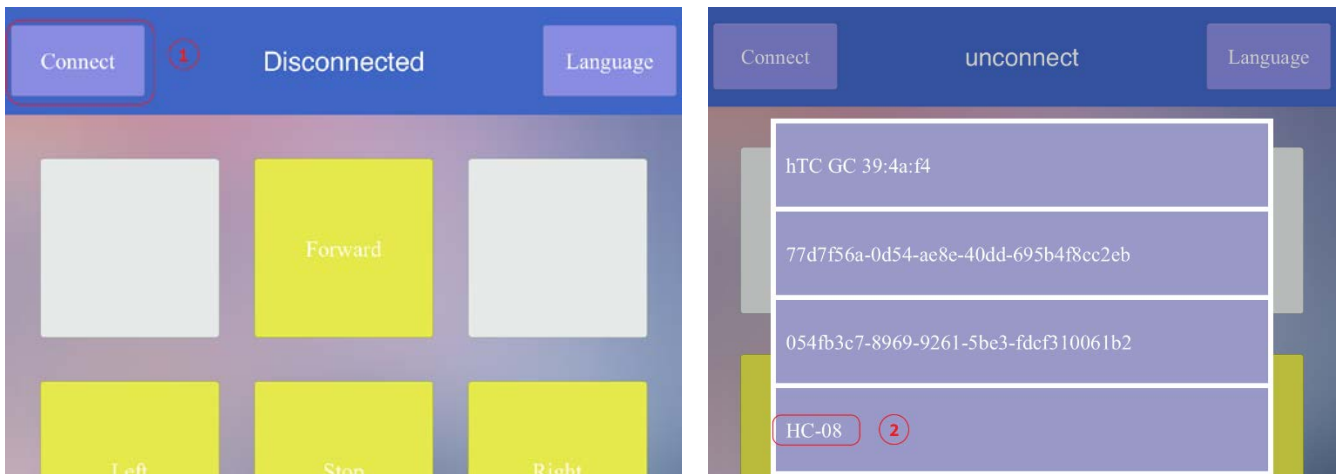 Connect ① Disconnected Language
Forward
Left Stop Right
Connect unconnect Language
hTC GC 39:4a:f4
77d7f56a-0d54-ae8e-40dd-695b4f8cc2eb
054fb3c7-8969-9261-5be3-fdcf310061b2
HC-08 ②